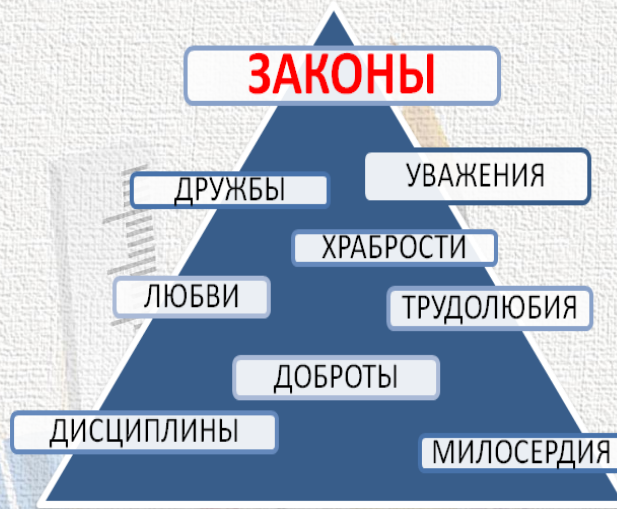 ЗАКОНЫ
ДРУЖБЫ
УВАЖЕНИЯ
ХРАБРОСТИ
ЛЮБВИ
ТРУДОЛЮБИЯ
ДОБРОТЫ
ДИСЦИПЛИНЫ
МИЛОСЕРДИЯ